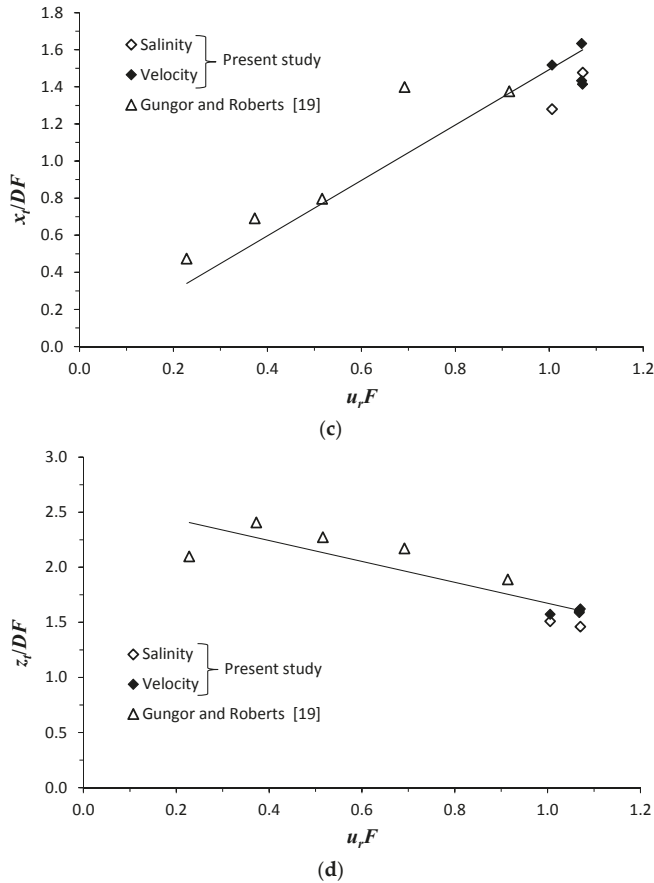 1.8
1.6
1.4
1.2
1.0
0.8
0.6
0.4
0.2
0.0
x_t/DF
Salinity
Velocity
Present study
Gungor and Roberts [19]
0.0 0.2 0.4 0.6 0.8 1.0 1.2
u_rF
(c)
3.0
2.5
2.0
1.5
1.0
0.5
0.0
z_t/DF
Salinity
Velocity
Present study
Gungor and Roberts [19]
0.0 0.2 0.4 0.6 0.8 1.0 1.2
u_rF
(d)